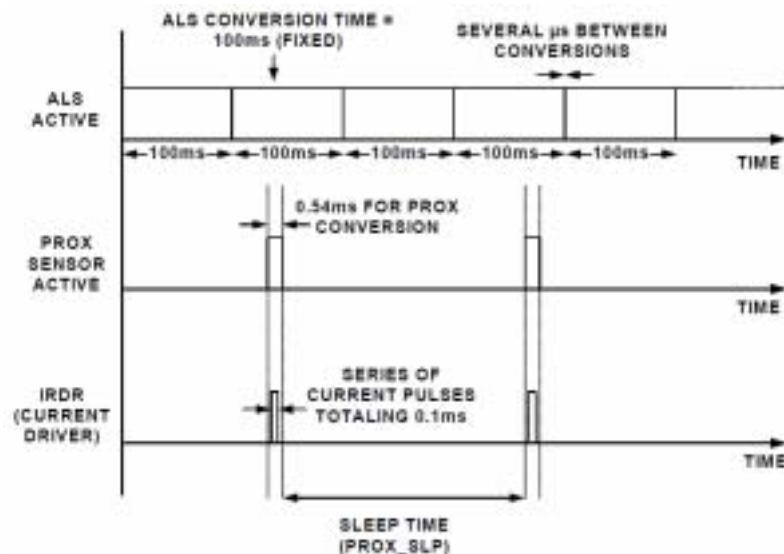 ALS CONVERSION TIME =
100ms (FIXED)
SEVERAL µs BETWEEN
CONVERSIONS
ALS
ACTIVE
100ms
100ms
100ms
100ms
100ms
TIME
0.54ms FOR PROX
CONVERSION
PROX
SENSOR
ACTIVE
TIME
SERIES OF
CURRENT PULSES
TOTALING 0.1ms
IRDR
(CURRENT
DRIVER)
TIME
SLEEP TIME
(PROX_SLP)